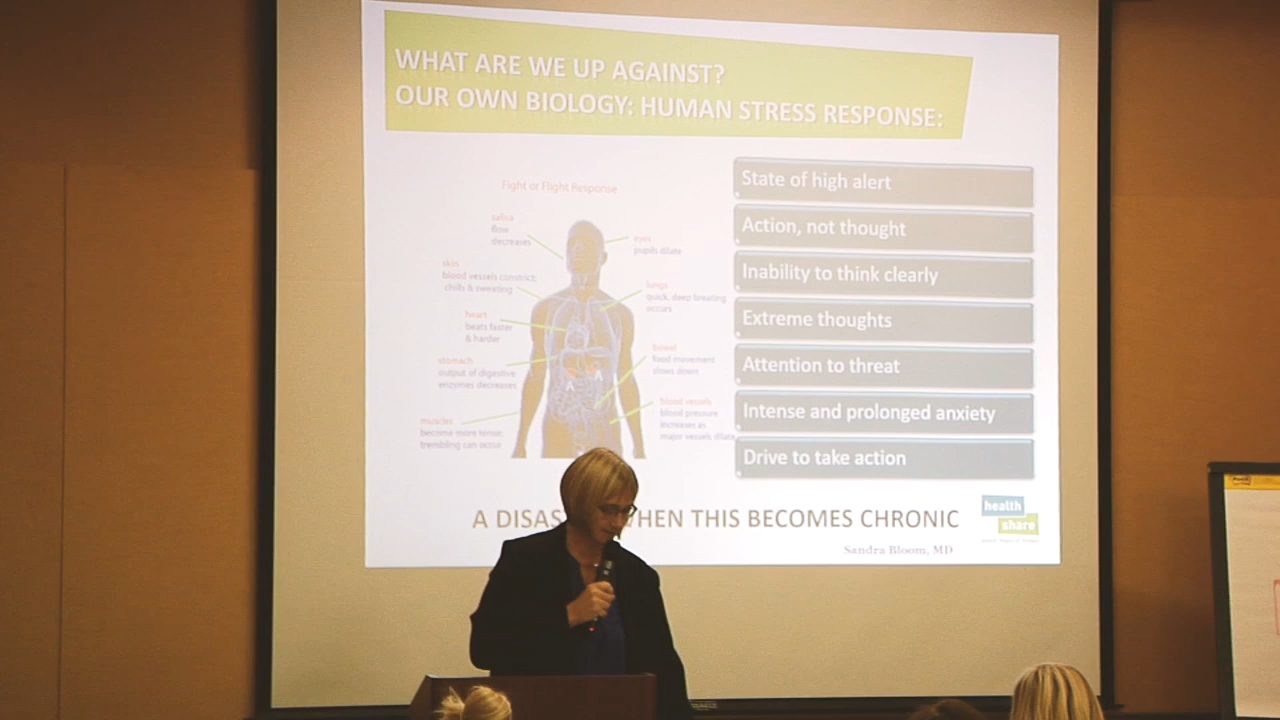 WHAT ARE WE UP AGAINST?
OUR OWN BIOLOGY: HUMAN STRESS RESPONSE:
Fight or Flight Response
saliva
flow
decreases
eyes
pupils dilate
skin
blood vessels constrict;
chills & sweating
lungs
quick, deep breating
occurs
heart
beats faster
& harder
bowel
food movement
slows down
stomach
output of digestive
enzymes decreases
blood vessels
blood pressure
increases as
major vessels dilate
muscles
become more tense;
trembling can occur
State of high alert
Action, not thought
Inability to think clearly
Extreme thoughts
Attention to threat
Intense and prolonged anxiety
Drive to take action
A DISAS HEN THIS BECOMES CHRONIC
health
share
Sandra Bloom, MD